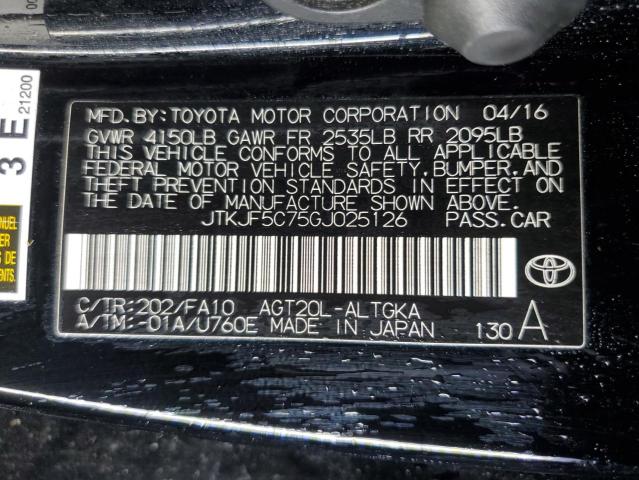 MFD.BY:TOYOTA MOTOR CORPORATION 04/16
GVWR 4150LB GAWR FR 2535LB RR 2095LB
THIS VEHICLE CONFORMS TO ALL APPLICABLE
FEDERAL MOTOR VEHICLE SAFETY,BUMPER,AND
THEFT PREVENTION STANDARDS IN EFFECT ON
THE DATE OF MANUFACTURE SHOWN ABOVE.
JTKJF5C75GJ025126 PASS.CAR
C/TR:202/FA10 AGT20L-ALTGKA
A/TM:-01A/U760E MADE IN JAPAN 130 A
3 E
21200